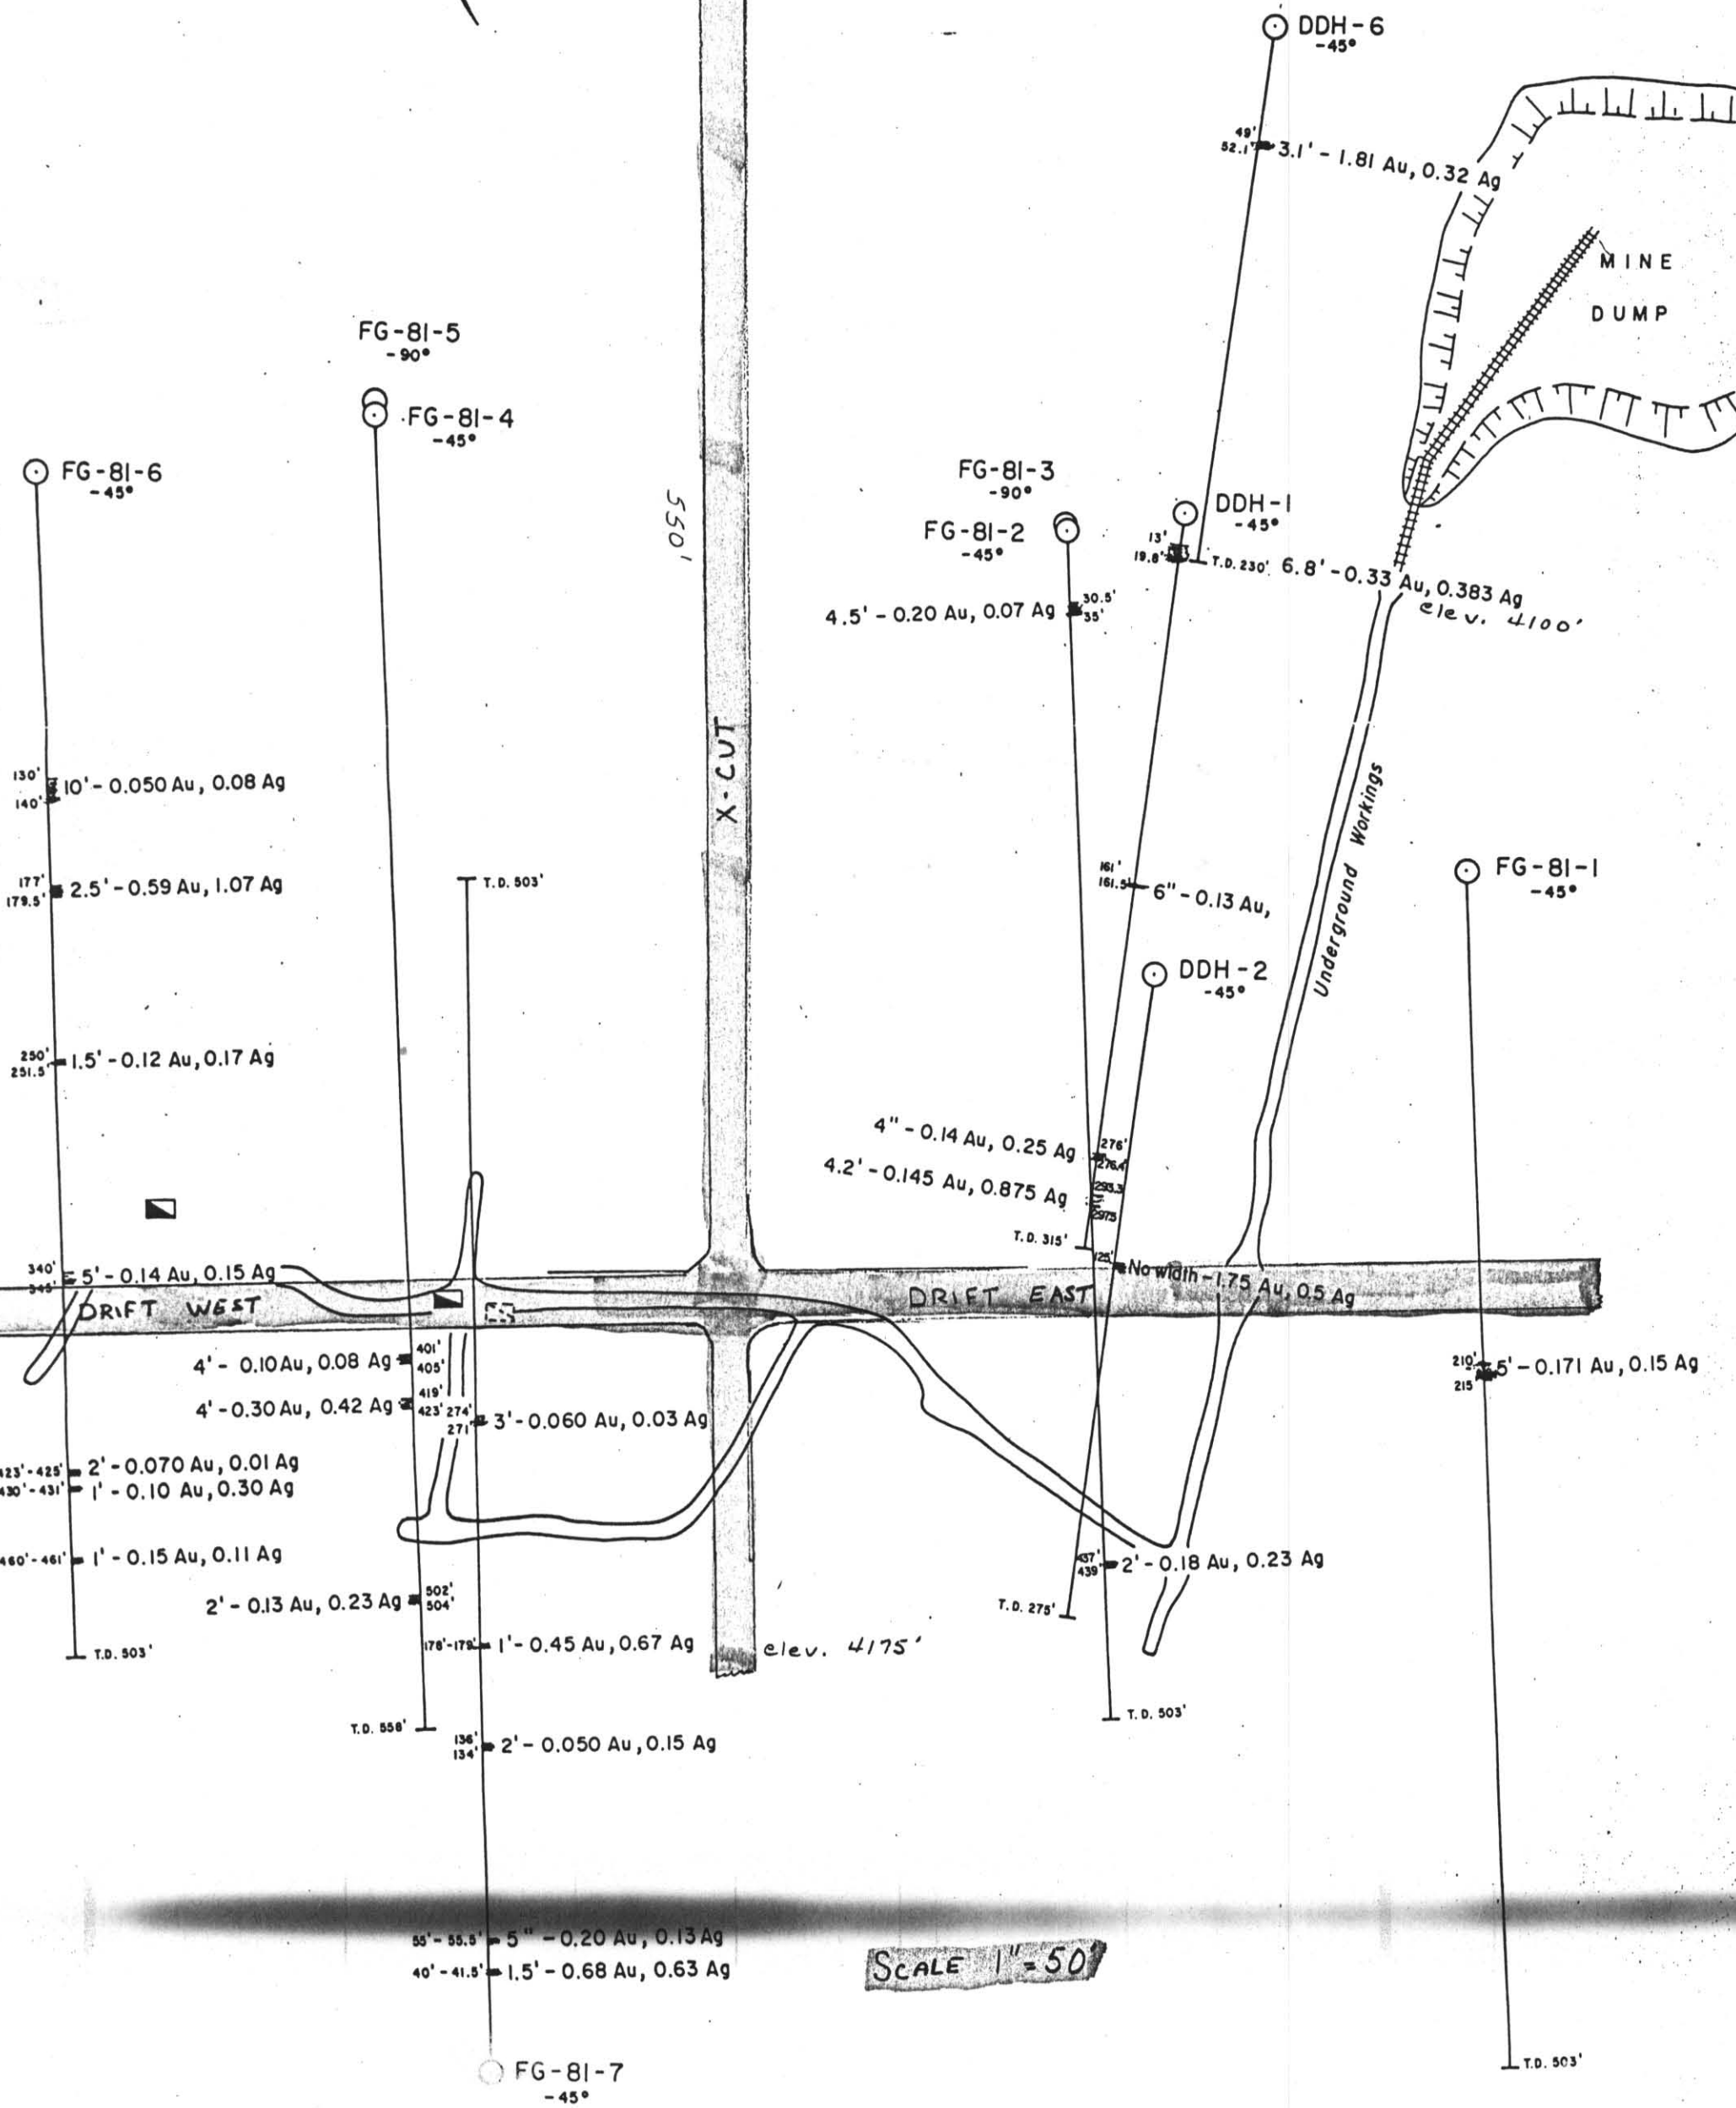 DDH-6
-45°
49'
52.1'
3.1' - 1.81 Au, 0.32 Ag
MINE
DUMP
FG-81-5
-90°
FG-81-4
-45°
FG-81-6
-45°
550'
FG-81-3
-90°
FG-81-2
-45°
DDH-1
-45°
13'
19.8'
T.D. 230'
6.8' - 0.33 Au, 0.383 Ag
elev. 4100'
4.5' - 0.20 Au, 0.07 Ag
30.5'
35'
X-CUT
Underground Workings
130'
140'
10' - 0.050 Au, 0.08 Ag
177'
179.5'
2.5' - 0.59 Au, 1.07 Ag
T.D. 503'
161'
161.5'
6" - 0.13 Au,
FG-81-1
-45°
DDH-2
-45°
250'
251.5'
1.5' - 0.12 Au, 0.17 Ag
4" - 0.14 Au, 0.25 Ag
276'
276.4'
4.2' - 0.145 Au, 0.875 Ag
293.3'
297.5
T.D. 315'
125'
No width - 1.75 Au, 0.5 Ag
340'
345'
5' - 0.14 Au, 0.15 Ag
DRIFT WEST
DRIFT EAST
4' - 0.10 Au, 0.08 Ag
401'
405'
4' - 0.30 Au, 0.42 Ag
419'
423'
274'
271'
3' - 0.060 Au, 0.03 Ag
210'
215'
5' - 0.171 Au, 0.15 Ag
423'-425'
2' - 0.070 Au, 0.01 Ag
430'-431'
1' - 0.10 Au, 0.30 Ag
460'-461'
1' - 0.15 Au, 0.11 Ag
437'
439'
2' - 0.18 Au, 0.23 Ag
2' - 0.13 Au, 0.23 Ag
502'
504'
T.D. 275'
T.D. 503'
178'-179'
1' - 0.45 Au, 0.67 Ag
elev. 4175'
T.D. 503'
T.D. 558'
136'
134'
2' - 0.050 Au, 0.15 Ag
55'-55.5'
5" - 0.20 Au, 0.13 Ag
40'-41.5'
1.5' - 0.68 Au, 0.63 Ag
SCALE 1" = 50'
T.D. 503'
FG-81-7
-45°